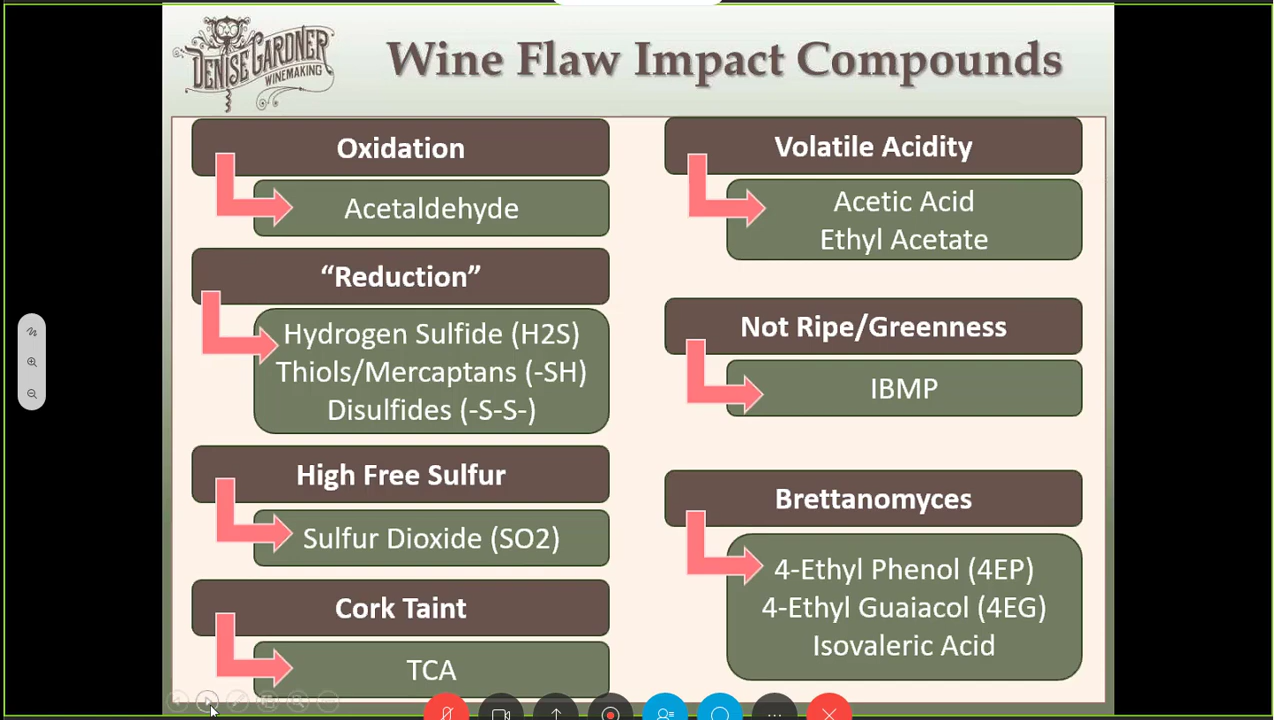 DENISE GARDNER
WINEMAKING
Wine Flaw Impact Compounds
Oxidation
Acetaldehyde
“Reduction”
Hydrogen Sulfide (H2S)
Thiols/Mercaptans (-SH)
Disulfides (-S-S-)
High Free Sulfur
Sulfur Dioxide (SO2)
Cork Taint
TCA
Volatile Acidity
Acetic Acid
Ethyl Acetate
Not Ripe/Greenness
IBMP
Brettanomyces
4-Ethyl Phenol (4EP)
4-Ethyl Guaiacol (4EG)
Isovaleric Acid